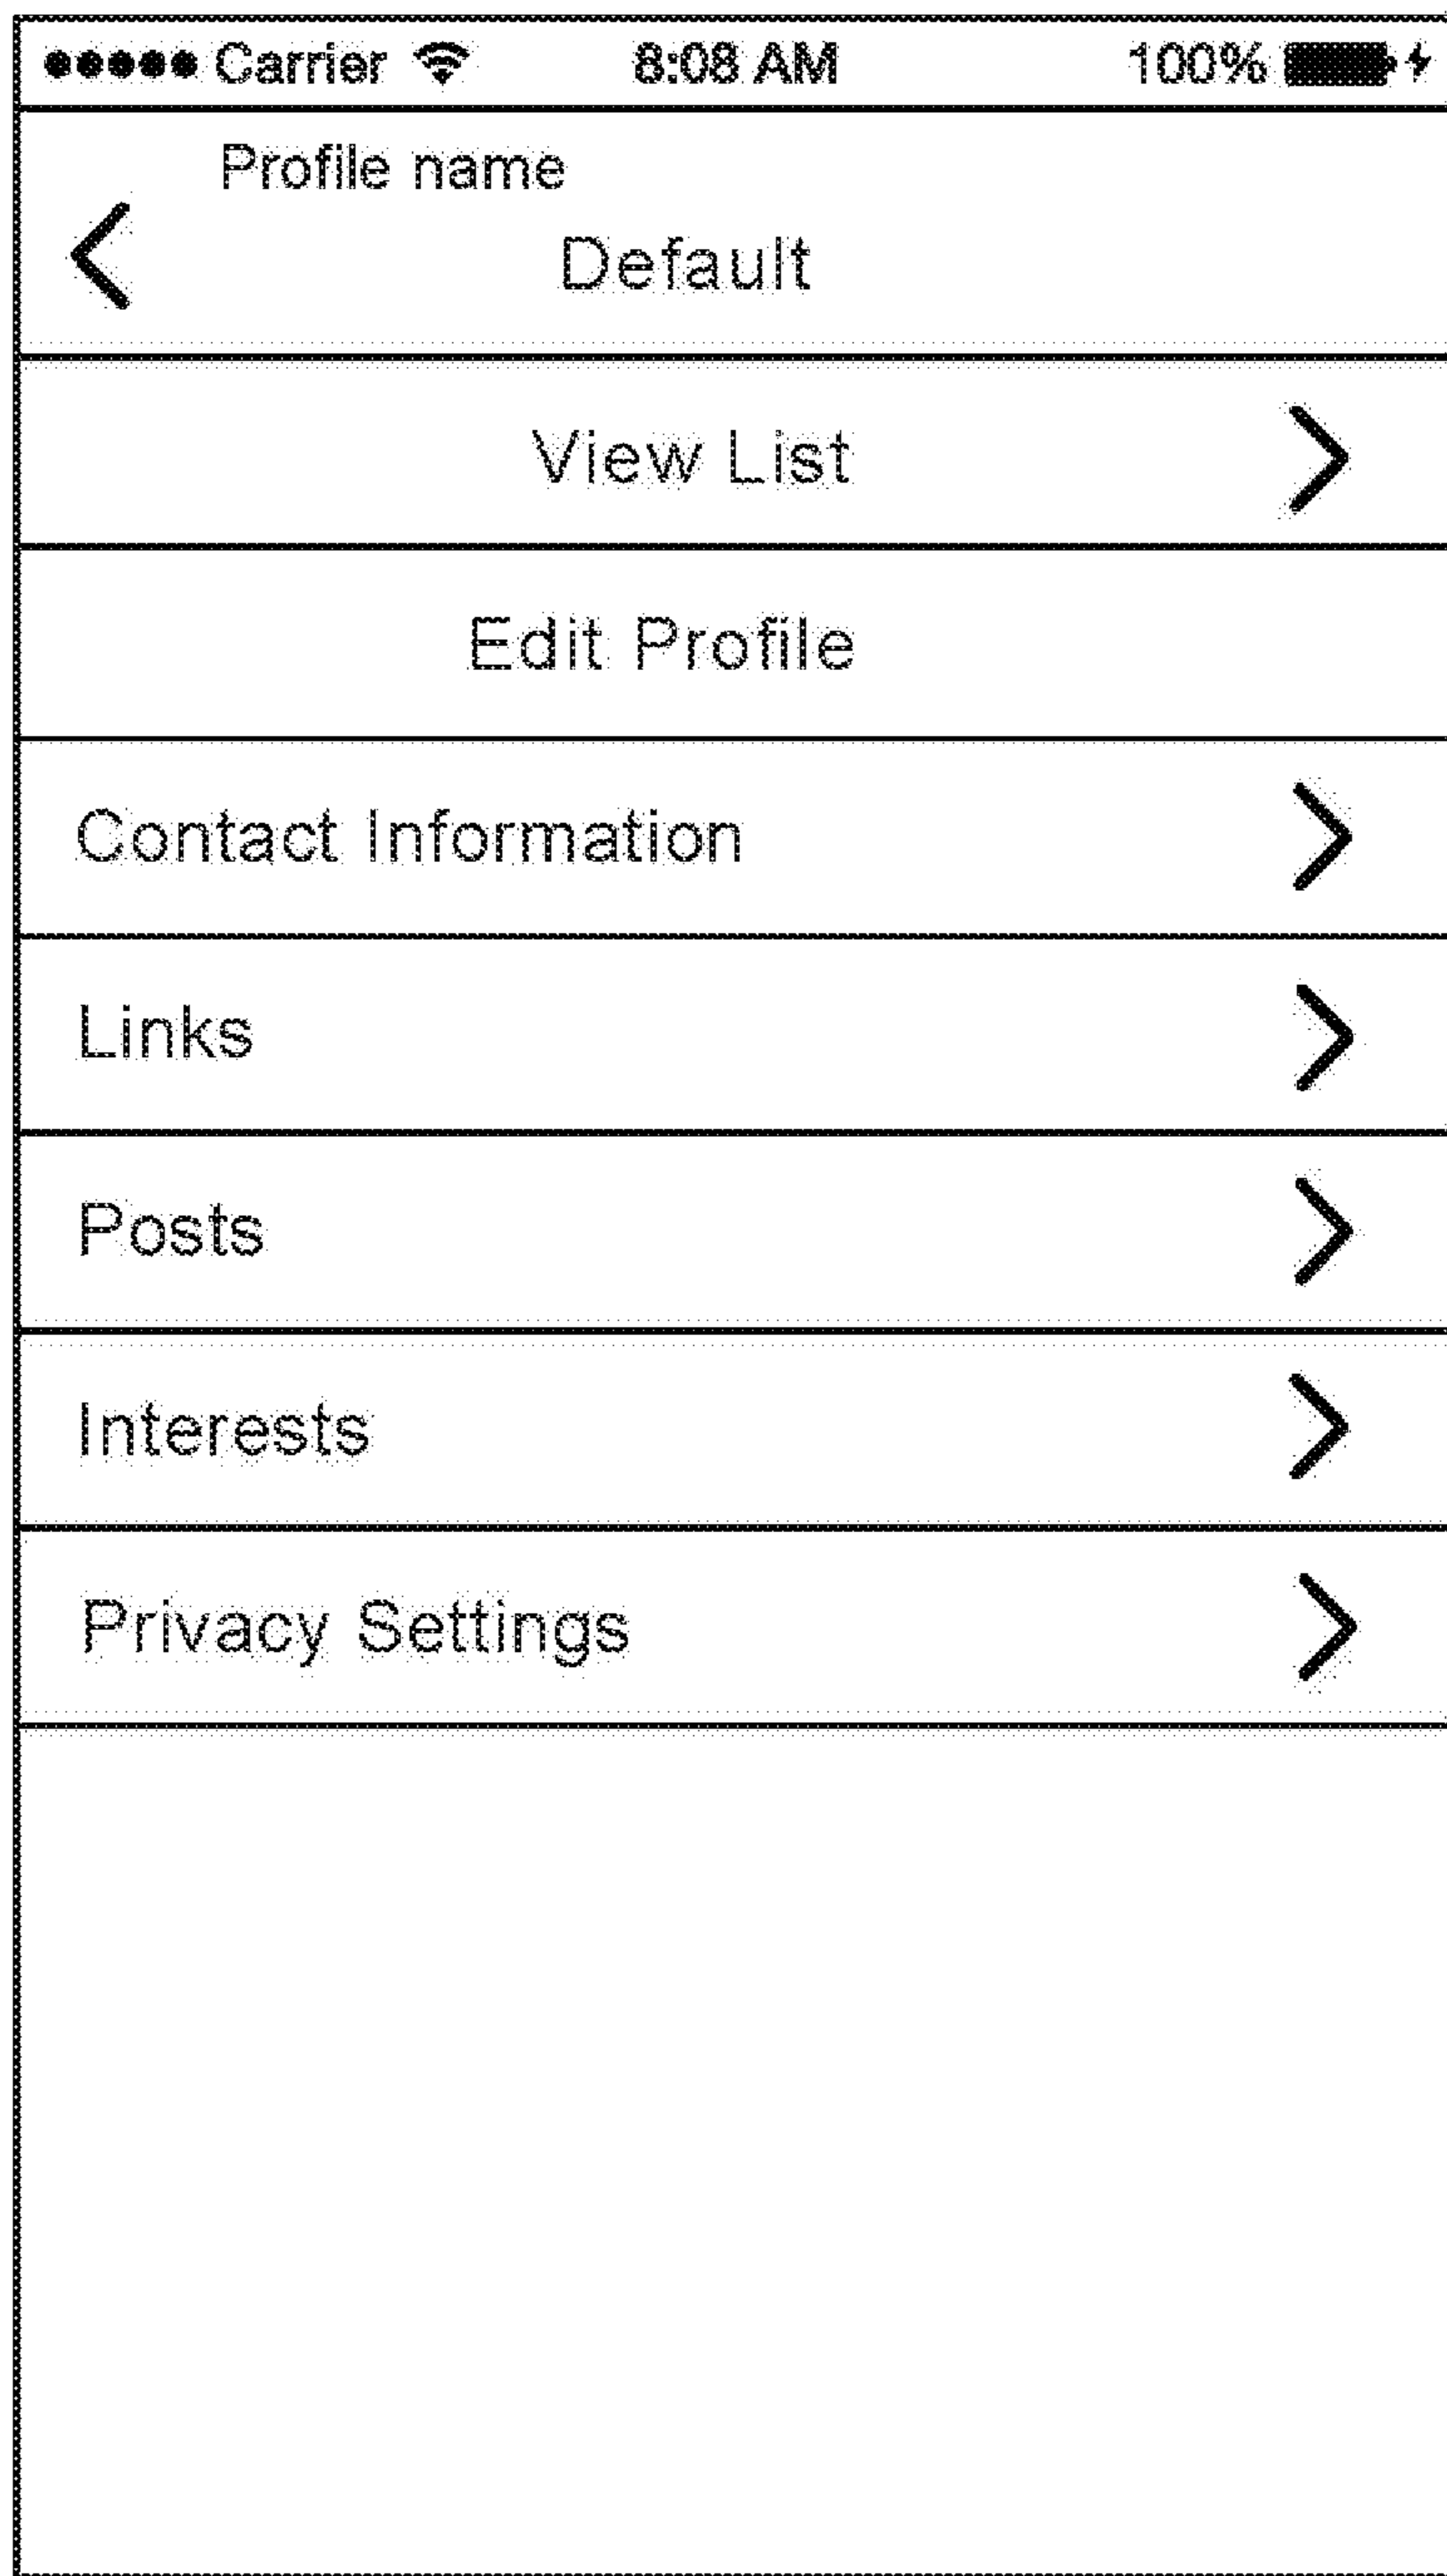 Carrier 8:08 AM 100%
Profile name
Default
View List
Edit Profile
Contact Information
Links
Posts
Interests
Privacy Settings